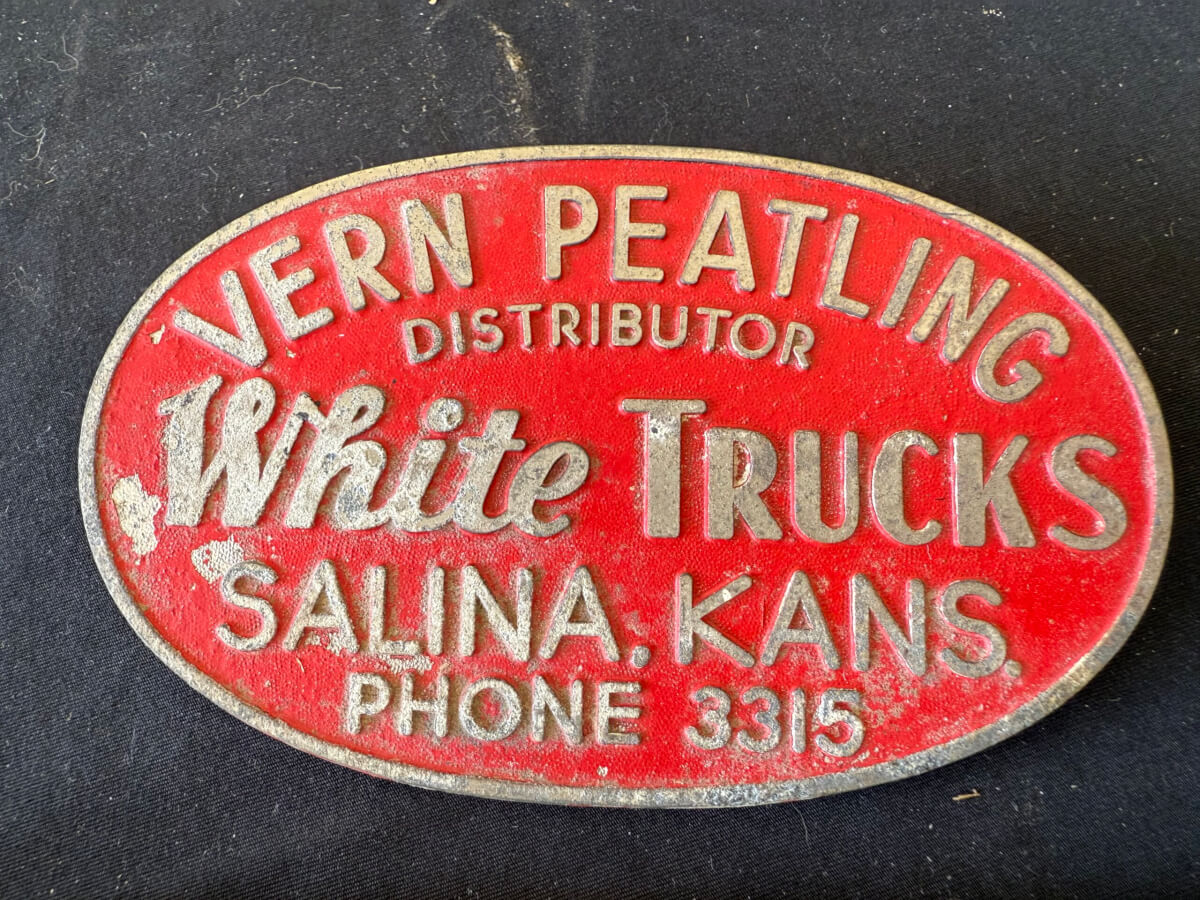 VERN PEATLING
DISTRIBUTOR
White TRUCKS
SALINA, KANS.
PHONE 3315